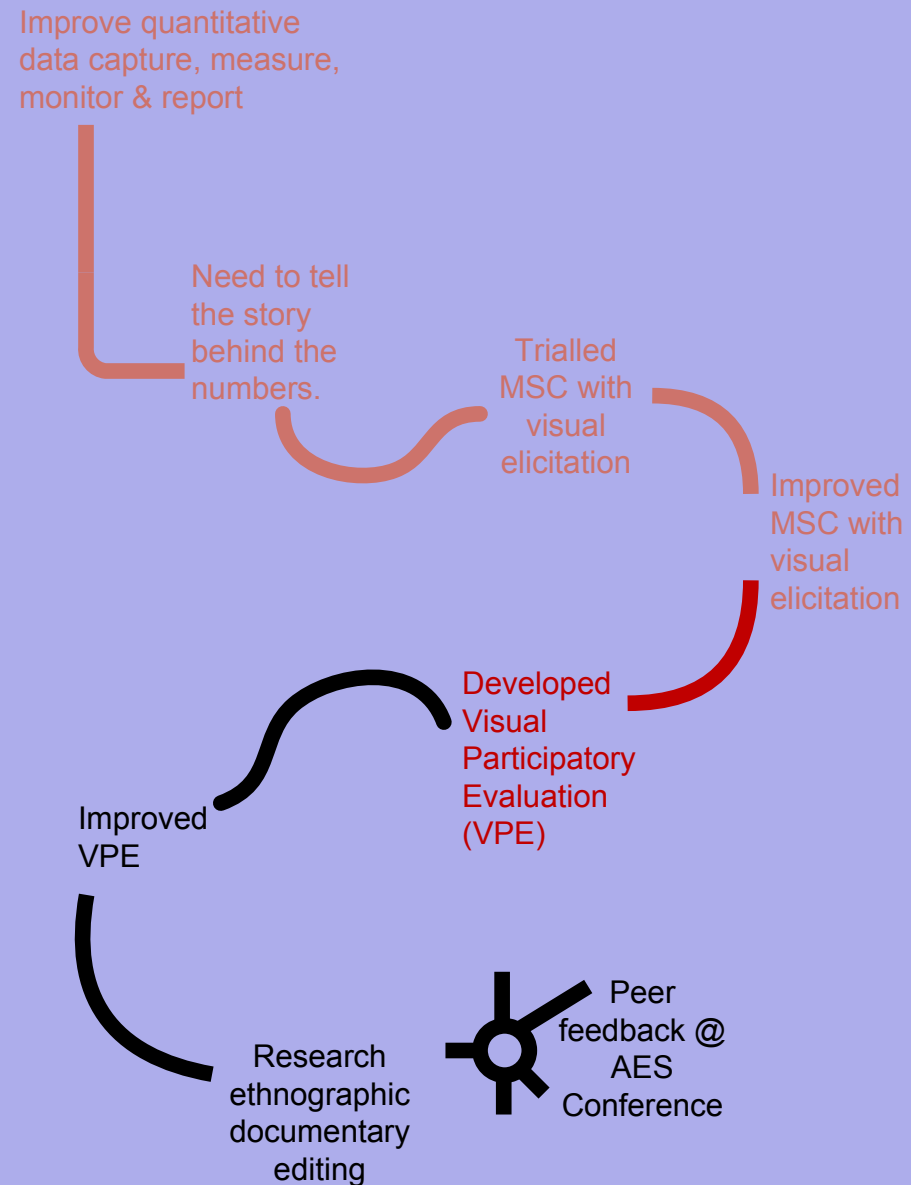 Improve quantitative
data capture, measure,
monitor & report
Need to tell
the story
behind the
numbers.
Trialled
MSC with
visual
elicitation
Improved
MSC with
visual
elicitation
Developed
Visual
Participatory
Evaluation
(VPE)
Improved
VPE
Research
ethnographic
documentary
editing
Peer
feedback @
AES
Conference